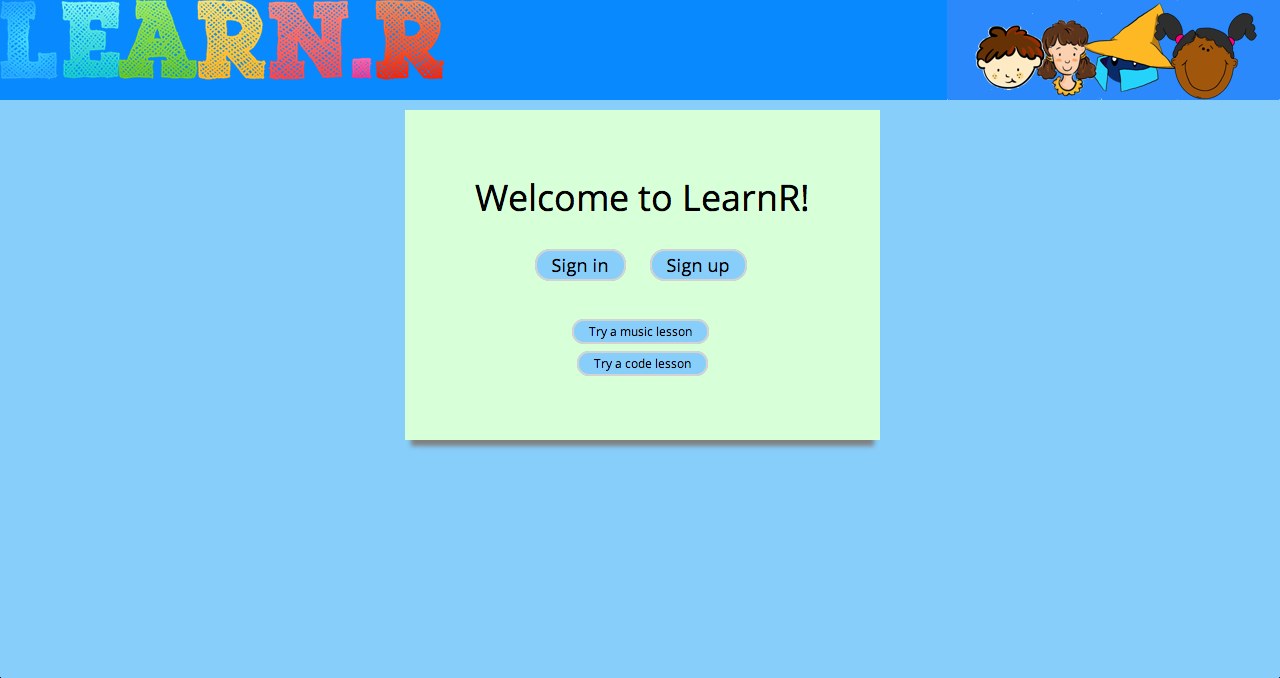 LEARN.R
Welcome to LearnR!
Sign in Sign up
Try a music lesson
Try a code lesson